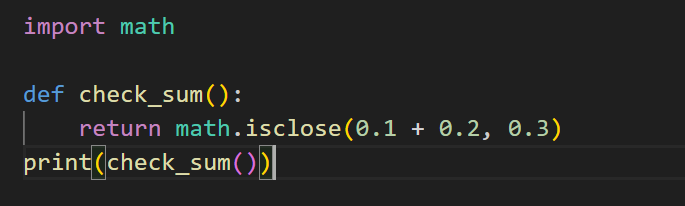 import math
def check_sum():
    return math.isclose(0.1 + 0.2, 0.3)
print(check_sum())